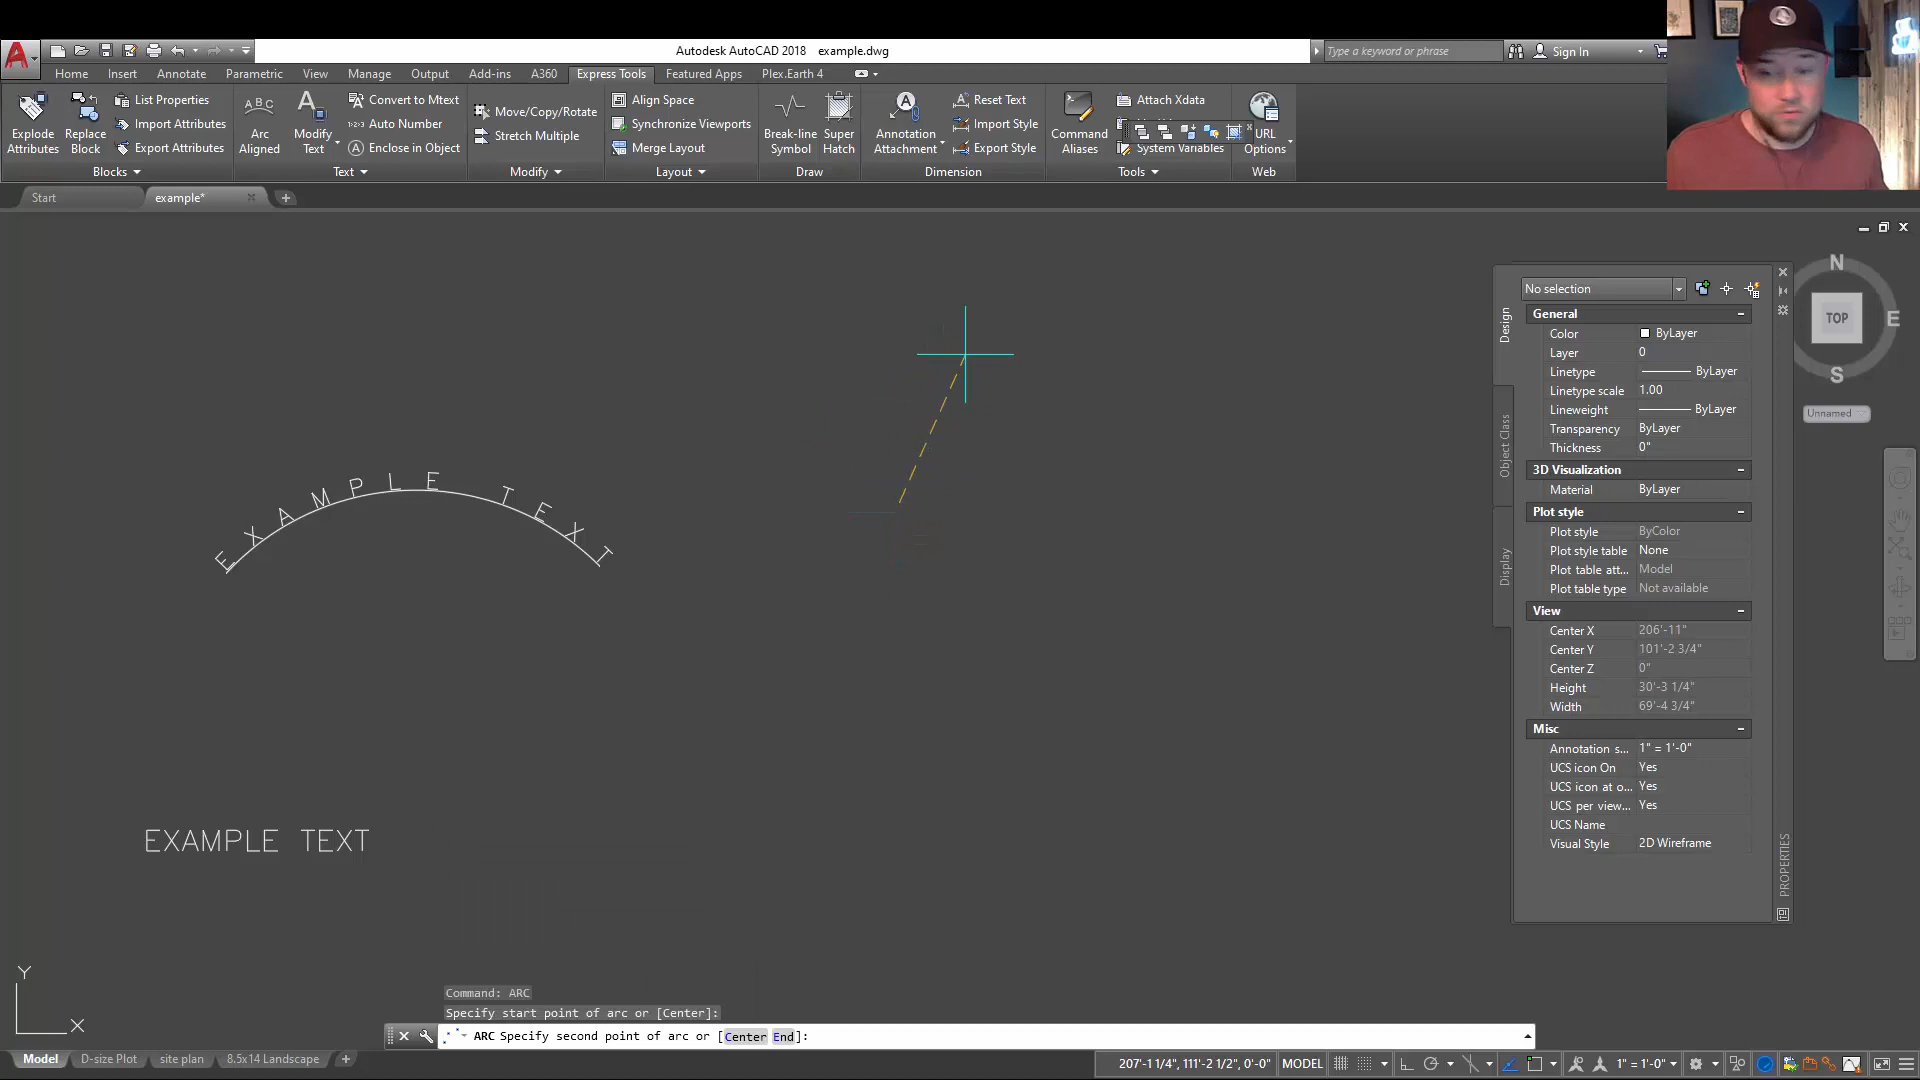 Autodesk AutoCAD 2018 example.dwg
Type a keyword or phrase
Sign In
Home Insert Annotate Parametric View Manage Output Add-ins A360 Express Tools Featured Apps Plex.Earth 4
Explode Attributes
Replace Block
List Properties
Import Attributes
Export Attributes
Blocks
ABC
Arc Aligned
Modify Text
Convert to Mtext
Auto Number
Enclose in Object
Text
Move/Copy/Rotate
Stretch Multiple
Modify
Align Space
Synchronize Viewports
Merge Layout
Layout
Break-line Symbol
Super Hatch
Draw
Annotation Attachment
Reset Text
Import Style
Export Style
Dimension
Command Aliases
Attach Xdata
System Variables
Tools
URL Options
Web
Start
example*
N
TOP
E
S
Unnamed
No selection
Design
Object Class
Display
PROPERTIES
General
Color ByLayer
Layer 0
Linetype ByLayer
Linetype scale 1.00
Lineweight ByLayer
Transparency ByLayer
Thickness 0"
3D Visualization
Material ByLayer
Plot style
Plot style ByColor
Plot style table None
Plot table att... Model
Plot table type Not available
View
Center X 206'-11"
Center Y 101'-2 3/4"
Center Z 0"
Height 30'-3 1/4"
Width 69'-4 3/4"
Misc
Annotation s... 1" = 1'-0"
UCS icon On Yes
UCS icon at o... Yes
UCS per view... Yes
UCS Name
Visual Style 2D Wireframe
EXAMPLE TEXT
EXAMPLE TEXT
Y
X
Command: ARC
Specify start point of arc or [Center]:
ARC Specify second point of arc or [Center End]:
Model D-size Plot site plan 8.5x14 Landscape
207'-1 1/4", 111'-2 1/2", 0'-0" MODEL 1" = 1'-0"